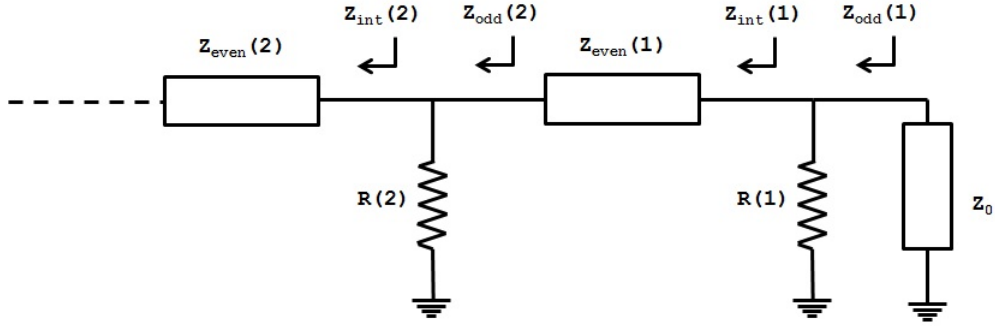 Z_int(2)
Z_odd(2)
Z_int(1)
Z_odd(1)
Z_even(2)
Z_even(1)
R(2)
R(1)
Z_0